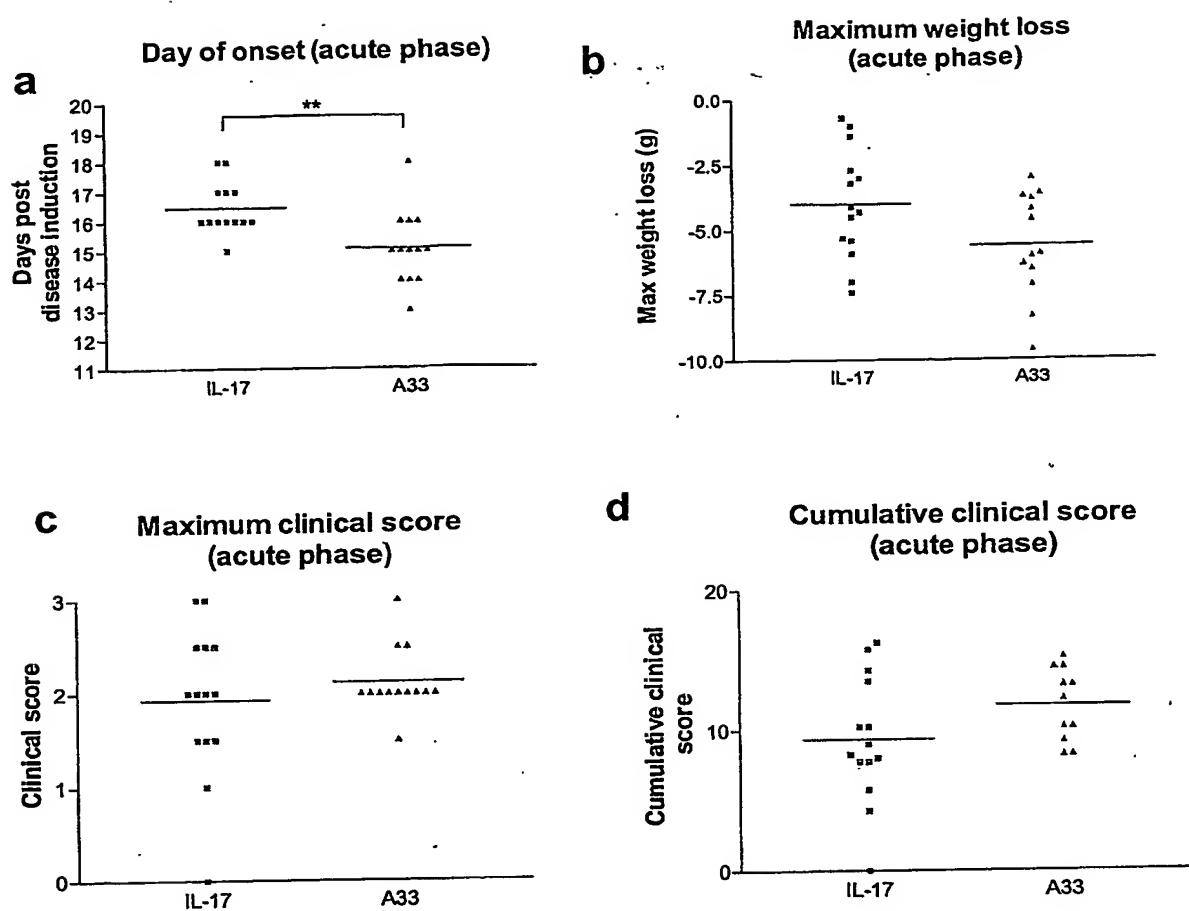 a
Day of onset (acute phase)
Days post
disease induction
20
19
18
17
16
15
14
13
12
11
**
IL-17
A33
b
Maximum weight loss
(acute phase)
Max weight loss (g)
0.0
-2.5
-5.0
-7.5
-10.0
IL-17
A33
c
Maximum clinical score
(acute phase)
Clinical score
3
2
1
0
IL-17
A33
d
Cumulative clinical score
(acute phase)
Cumulative clinical
score
20
10
0
IL-17
A33